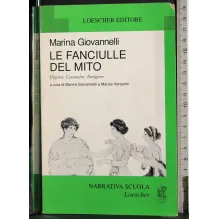 LOESCHER EDITORE
Marina Giovannelli
LE FANCIULLE
DEL MITO
Ifigenia Cassandra Antigone
a cura di Marina Giovannelli e Marisa Vanzetto
NARRATIVA SCUOLA
Loescher